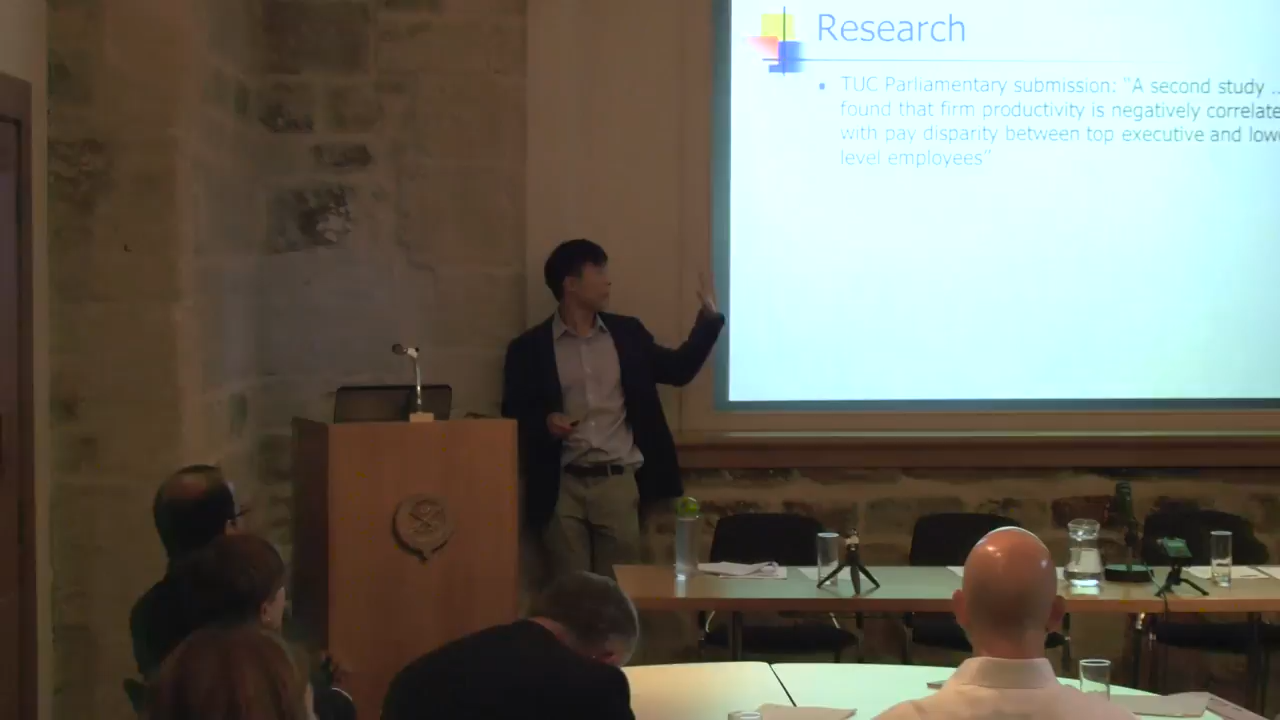 Research
• TUC Parliamentary submission: “A second study ..
found that firm productivity is negatively correlate
with pay disparity between top executive and low
level employees”